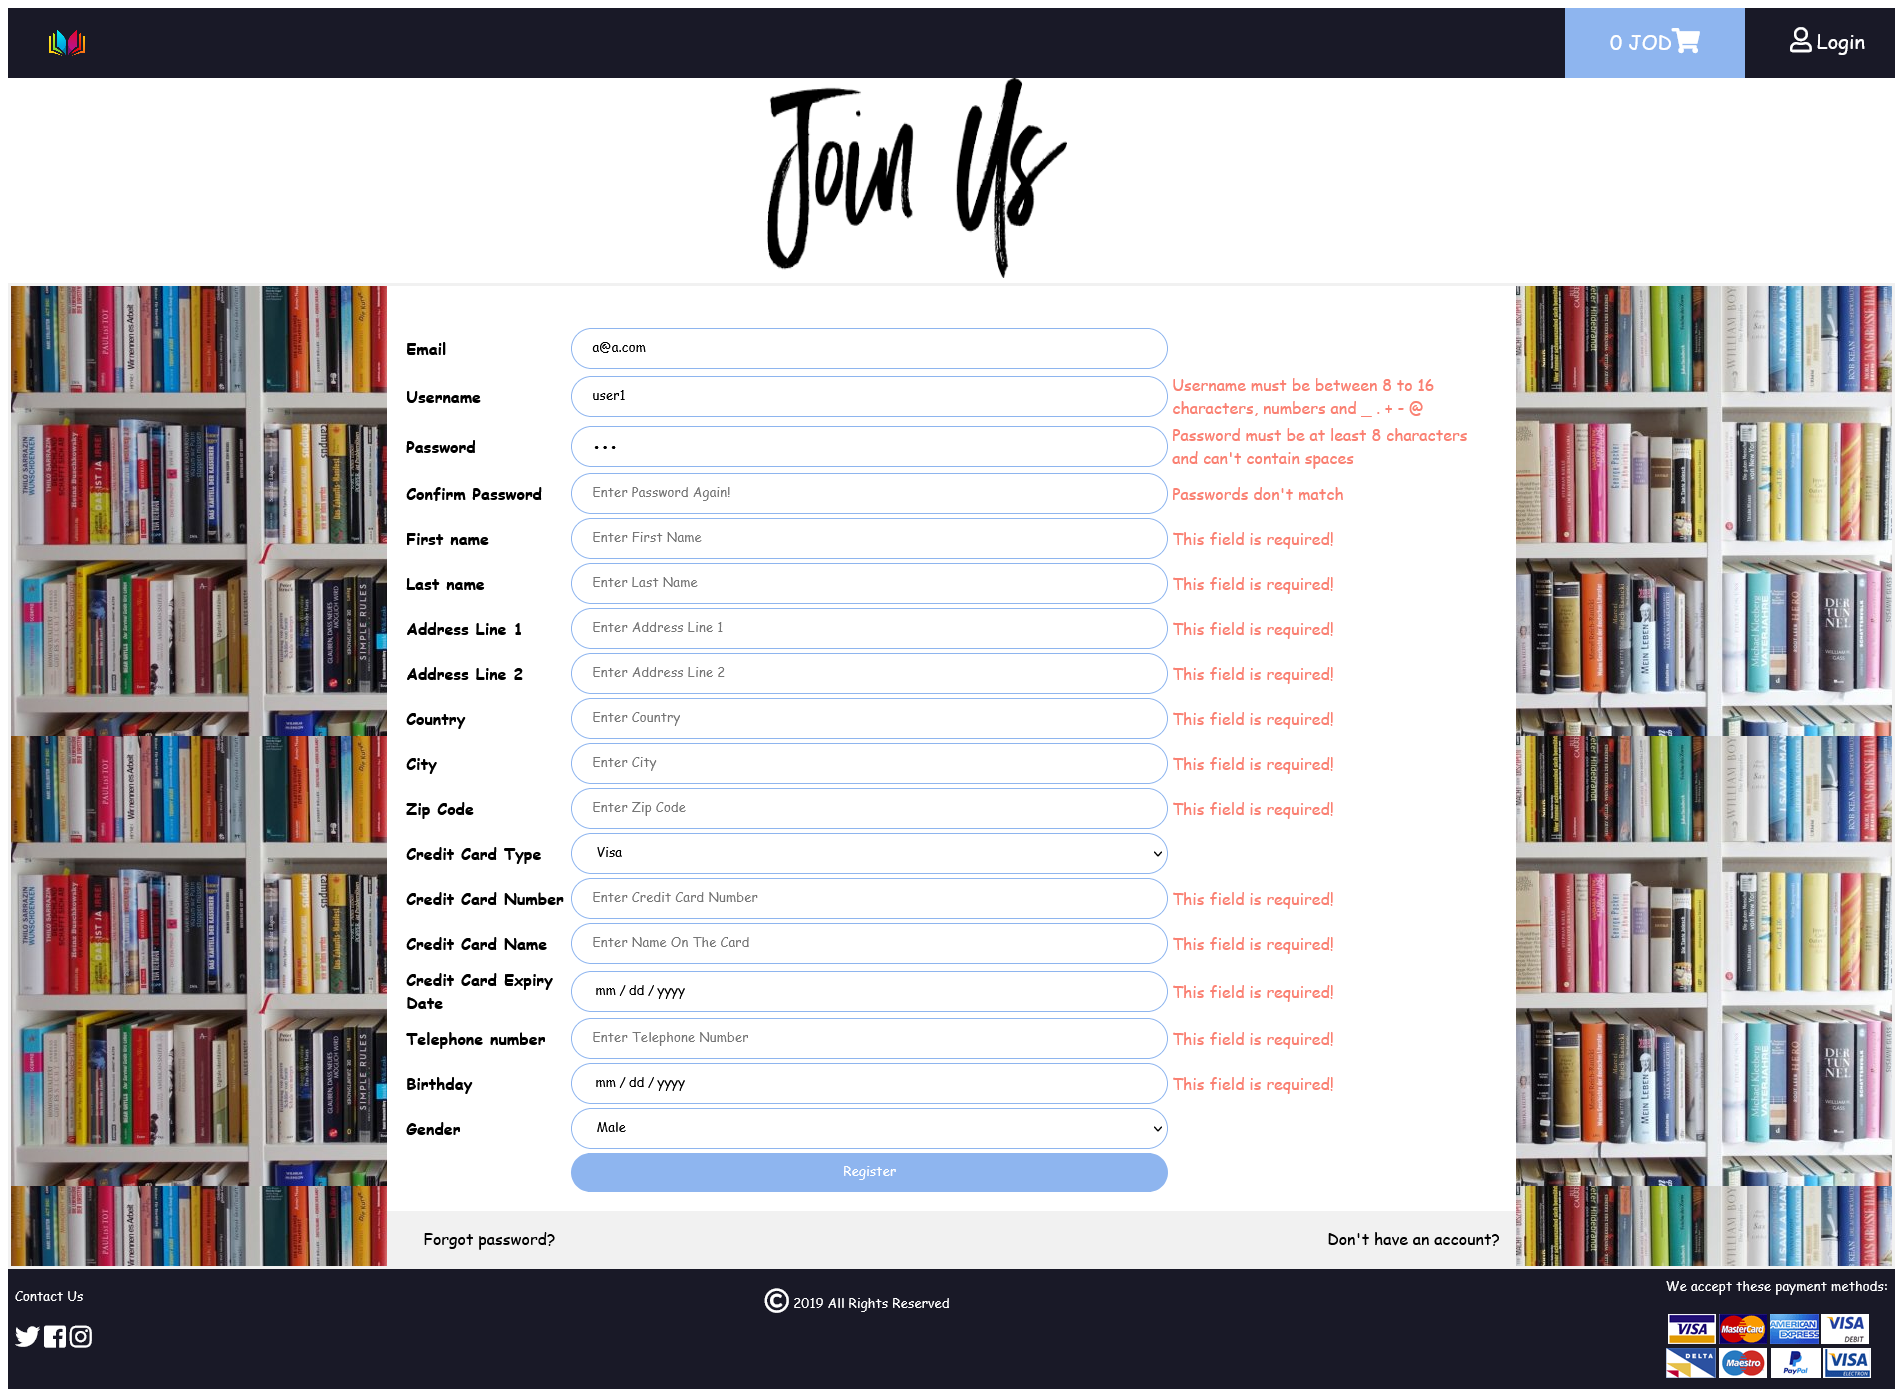 0 JOD
Login
Join Us
Email
a@a.com
Username
user1
Username must be between 8 to 16
characters, numbers and _ . + - @
Password
•••
Password must be at least 8 characters
and can't contain spaces
Confirm Password
Enter Password Again!
Passwords don't match
First name
Enter First Name
This field is required!
Last name
Enter Last Name
This field is required!
Address Line 1
Enter Address Line 1
This field is required!
Address Line 2
Enter Address Line 2
This field is required!
Country
Enter Country
This field is required!
City
Enter City
This field is required!
Zip Code
Enter Zip Code
This field is required!
Credit Card Type
Visa
Credit Card Number
Enter Credit Card Number
This field is required!
Credit Card Name
Enter Name On The Card
This field is required!
Credit Card Expiry
Date
mm / dd / yyyy
This field is required!
Telephone number
Enter Telephone Number
This field is required!
Birthday
mm / dd / yyyy
This field is required!
Gender
Male
Register
Forgot password?
Don't have an account?
Contact Us
© 2019 All Rights Reserved
We accept these payment methods:
VISA
MasterCard
AMERICAN EXPRESS
VISA DEBIT
DELTA
Maestro
PayPal
VISA ELECTRON